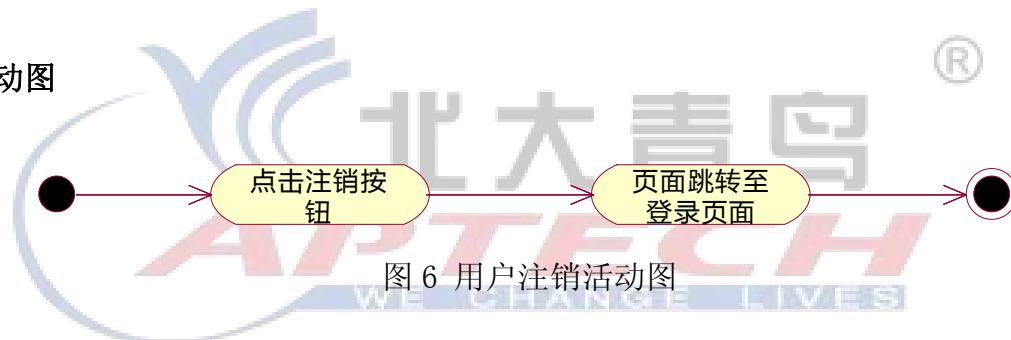 动图
®
北大青鸟
点击注销按
钮
页面跳转至
登录页面
APTECH
图 6 用户注销活动图
WE CHANGE LIVES